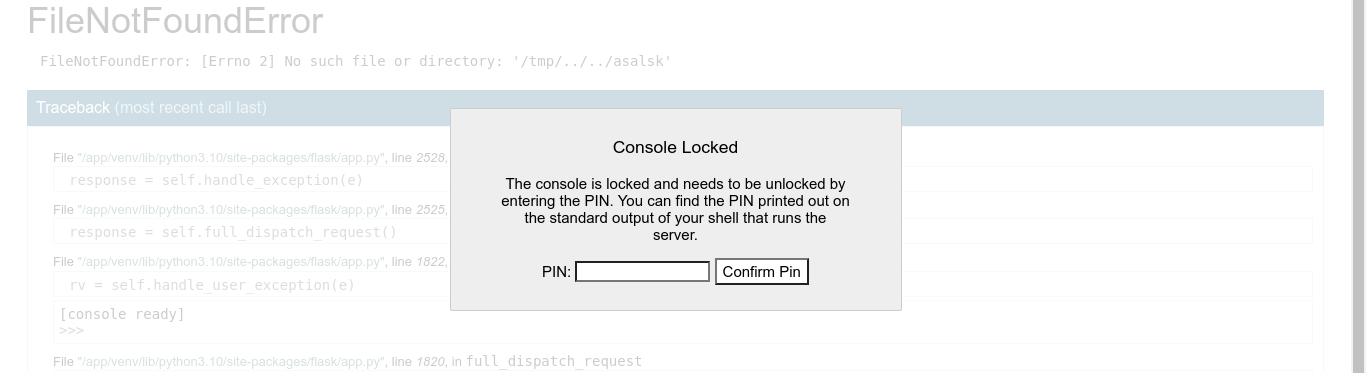 FileNotFoundError
FileNotFoundError: [Errno 2] No such file or directory: '/tmp/../../asalsk'
Traceback (most recent call last)
File "/app/venv/lib/python3.10/site-packages/flask/app.py", line 2528,
response = self.handle_exception(e)
File "/app/venv/lib/python3.10/site-packages/flask/app.py", line 2525,
response = self.full_dispatch_request()
File "/app/venv/lib/python3.10/site-packages/flask/app.py", line 1822,
rv = self.handle_user_exception(e)
[console ready]
>>>
File "/app/venv/lib/python3.10/site-packages/flask/app.py", line 1820, in full_dispatch_request
Console Locked
The console is locked and needs to be unlocked by
entering the PIN. You can find the PIN printed out on
the standard output of your shell that runs the
server.
PIN: Confirm Pin